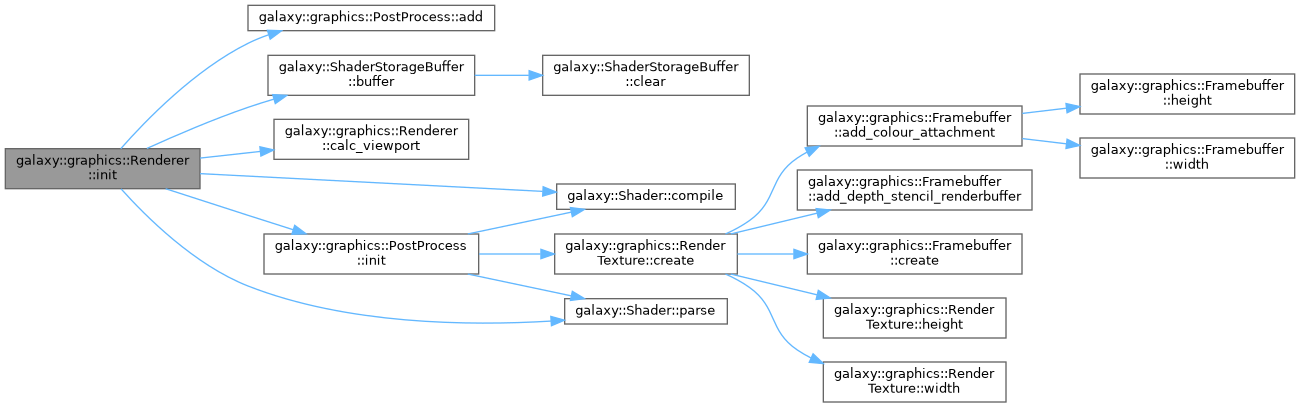 galaxy::graphics::Renderer
::init
galaxy::graphics::PostProcess::add
galaxy::ShaderStorageBuffer
::buffer
galaxy::ShaderStorageBuffer
::clear
galaxy::graphics::Renderer
::calc_viewport
galaxy::Shader::compile
galaxy::graphics::PostProcess
::init
galaxy::graphics::Render
Texture::create
galaxy::Shader::parse
galaxy::graphics::Framebuffer
::add_colour_attachment
galaxy::graphics::Framebuffer
::height
galaxy::graphics::Framebuffer
::width
galaxy::graphics::Framebuffer
::add_depth_stencil_renderbuffer
galaxy::graphics::Framebuffer
::create
galaxy::graphics::Render
Texture::height
galaxy::graphics::Render
Texture::width